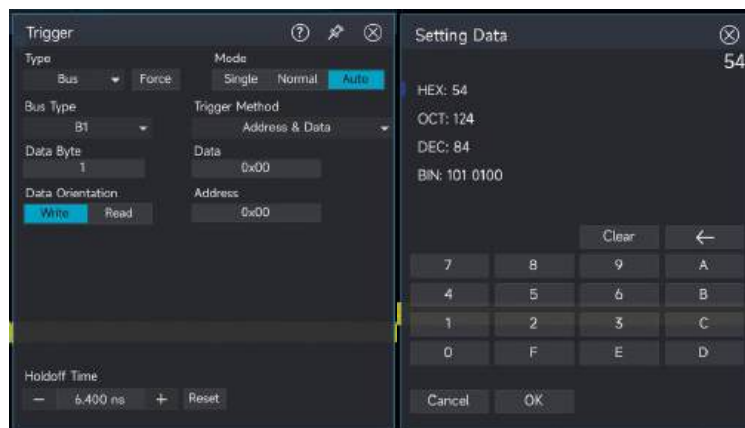 Trigger
Type Mode
Bus Force Single Normal Auto
Bus Type Trigger Method
B1 Address & Data
Data Byte Data
1 0x00
Data Orientation Address
Write Read 0x00
Holdoff Time
− 6.400 ns + Reset
Setting Data
54
HEX: 54
OCT: 124
DEC: 84
BIN: 101 0100
Clear ←
7 8 9 A
4 5 6 B
1 2 3 C
0 F E D
Cancel OK